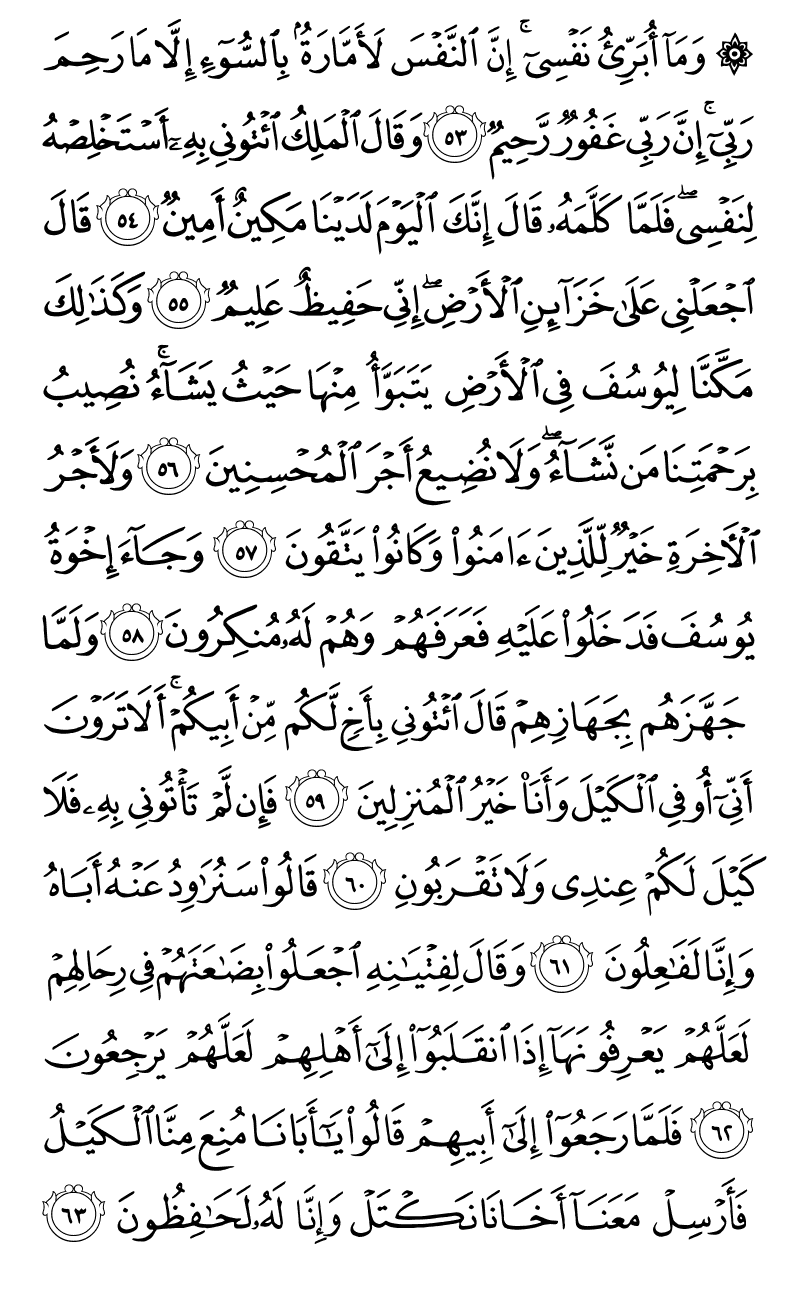 ۞ وَمَآ أُبَرِّئُ نَفۡسِيٓۚ إِنَّ ٱلنَّفۡسَ لَأَمَّارَةُۢ بِٱلسُّوٓءِ إِلَّا مَا رَحِمَ
رَبِّيٓۚ إِنَّ رَبِّي غَفُورٞ رَّحِيمٞ ٥٣ وَقَالَ ٱلۡمَلِكُ ٱئۡتُونِي بِهِۦٓ أَسۡتَخۡلِصۡهُ
لِنَفۡسِيۖ فَلَمَّا كَلَّمَهُۥ قَالَ إِنَّكَ ٱلۡيَوۡمَ لَدَيۡنَا مَكِينٌ أَمِينٞ ٥٤ قَالَ
ٱجۡعَلۡنِي عَلَىٰ خَزَآئِنِ ٱلۡأَرۡضِۖ إِنِّي حَفِيظٌ عَلِيمٞ ٥٥ وَكَذَٰلِكَ
مَكَّنَّا لِيُوسُفَ فِي ٱلۡأَرۡضِ يَتَبَوَّأُ مِنۡهَا حَيۡثُ يَشَآءُۚ نُصِيبُ
بِرَحۡمَتِنَا مَن نَّشَآءُۖ وَلَا نُضِيعُ أَجۡرَ ٱلۡمُحۡسِنِينَ ٥٦ وَلَأَجۡرُ
ٱلۡأٓخِرَةِ خَيۡرٞ لِّلَّذِينَ ءَامَنُواْ وَكَانُواْ يَتَّقُونَ ٥٧ وَجَآءَ إِخۡوَةُ
يُوسُفَ فَدَخَلُواْ عَلَيۡهِ فَعَرَفَهُمۡ وَهُمۡ لَهُۥ مُنكِرُونَ ٥٨ وَلَمَّا
جَهَّزَهُم بِجَهَازِهِمۡ قَالَ ٱئۡتُونِي بِأَخٖ لَّكُم مِّنۡ أَبِيكُمۡۚ أَلَا تَرَوۡنَ
أَنِّيٓ أُوفِي ٱلۡكَيۡلَ وَأَنَا۠ خَيۡرُ ٱلۡمُنزِلِينَ ٥٩ فَإِن لَّمۡ تَأۡتُونِي بِهِۦ فَلَا
كَيۡلَ لَكُمۡ عِندِي وَلَا تَقۡرَبُونِ ٦٠ قَالُواْ سَنُرَٰوِدُ عَنۡهُ أَبَاهُ
وَإِنَّا لَفَٰعِلُونَ ٦١ وَقَالَ لِفِتۡيَٰنِهِ ٱجۡعَلُواْ بِضَٰعَتَهُمۡ فِي رِحَالِهِمۡ
لَعَلَّهُمۡ يَعۡرِفُونَهَآ إِذَا ٱنقَلَبُوٓاْ إِلَىٰٓ أَهۡلِهِمۡ لَعَلَّهُمۡ يَرۡجِعُونَ
٦٢ فَلَمَّا رَجَعُوٓاْ إِلَىٰٓ أَبِيهِمۡ قَالُواْ يَٰٓأَبَانَا مُنِعَ مِنَّا ٱلۡكَيۡلُ
فَأَرۡسِلۡ مَعَنَآ أَخَانَا نَكۡتَلۡ وَإِنَّا لَهُۥ لَحَٰفِظُونَ ٦٣